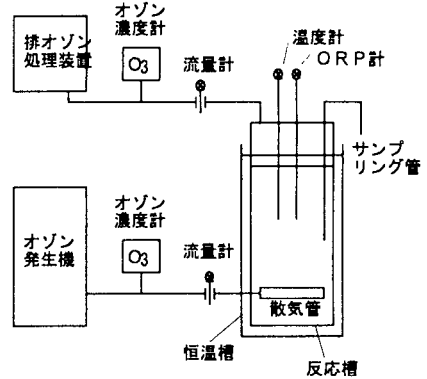 オゾン
濃度計
排オゾン
処理装置
O3
流量計
温度計
ORP計
サンプ
リング管
オゾン
濃度計
オゾン
発生機
O3
流量計
散気管
恒温槽
反応槽